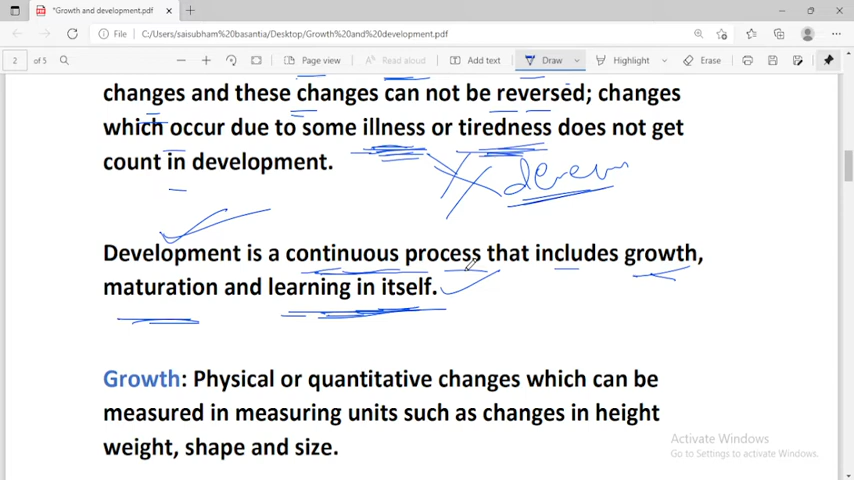 *Growth and development.pdf
File
C:/Users/saisubham%20basantia/Desktop/Growth%20and%20development.pdf
2 of 5
Page view
Read aloud
Add text
Draw
Highlight
Erase
changes and these changes can not be reversed; changes
which occur due to some illness or tiredness does not get
count in development.
Development is a continuous process that includes growth,
maturation and learning in itself.
Growth: Physical or quantitative changes which can be
measured in measuring units such as changes in height
weight, shape and size.
Activate Windows
Go to Settings to activate Windows.